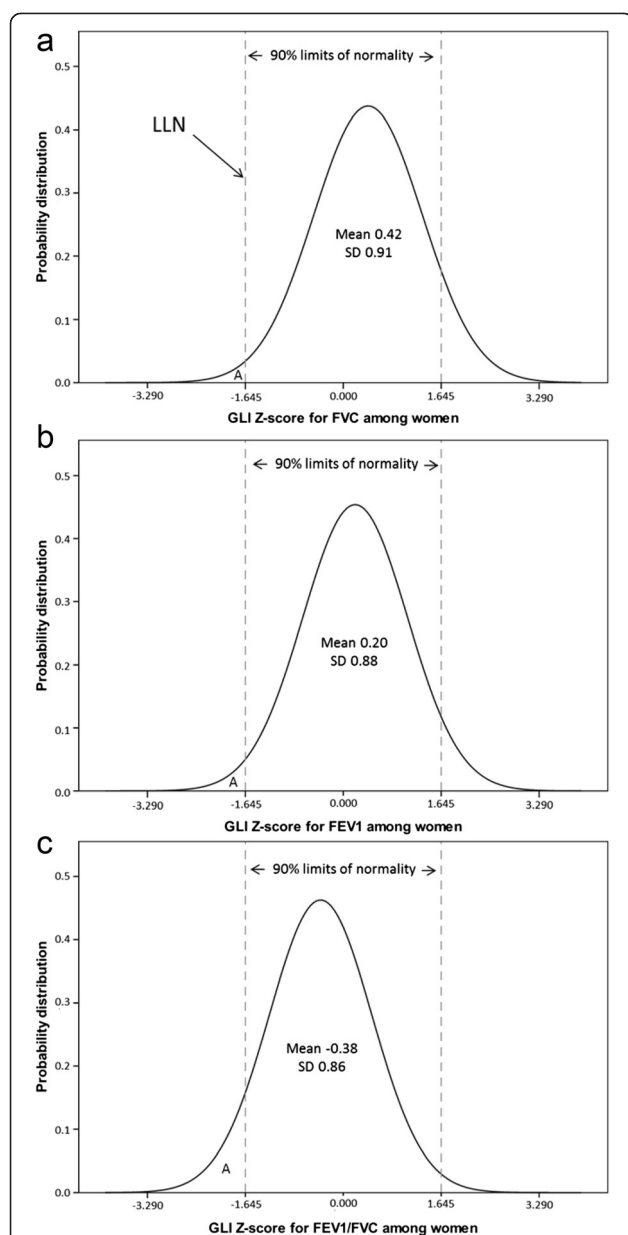 a
90% limits of normality
LLN
Probability distribution
0.5
0.4
0.3
0.2
0.1
0.0
Mean 0.42
SD 0.91
A
-3.290 -1.645 0.000 1.645 3.290
GLI Z-score for FVC among women
b
90% limits of normality
Probability distribution
0.5
0.4
0.3
0.2
0.1
0.0
Mean 0.20
SD 0.88
A
-3.290 -1.645 0.000 1.645 3.290
GLI Z-score for FEV1 among women
c
90% limits of normality
Probability distribution
0.5
0.4
0.3
0.2
0.1
0.0
Mean -0.38
SD 0.86
A
-3.290 -1.645 0.000 1.645 3.290
GLI Z-score for FEV1/FVC among women